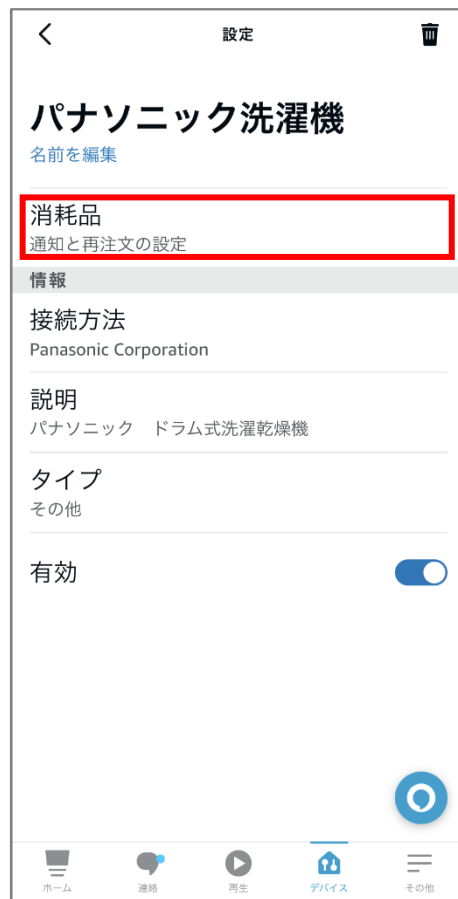 設定
パナソニック洗濯機
名前を編集
消耗品
通知と再注文の設定
情報
接続方法
Panasonic Corporation
説明
パナソニック　ドラム式洗濯乾燥機
タイプ
その他
有効
ホーム
連絡
再生
デバイス
その他